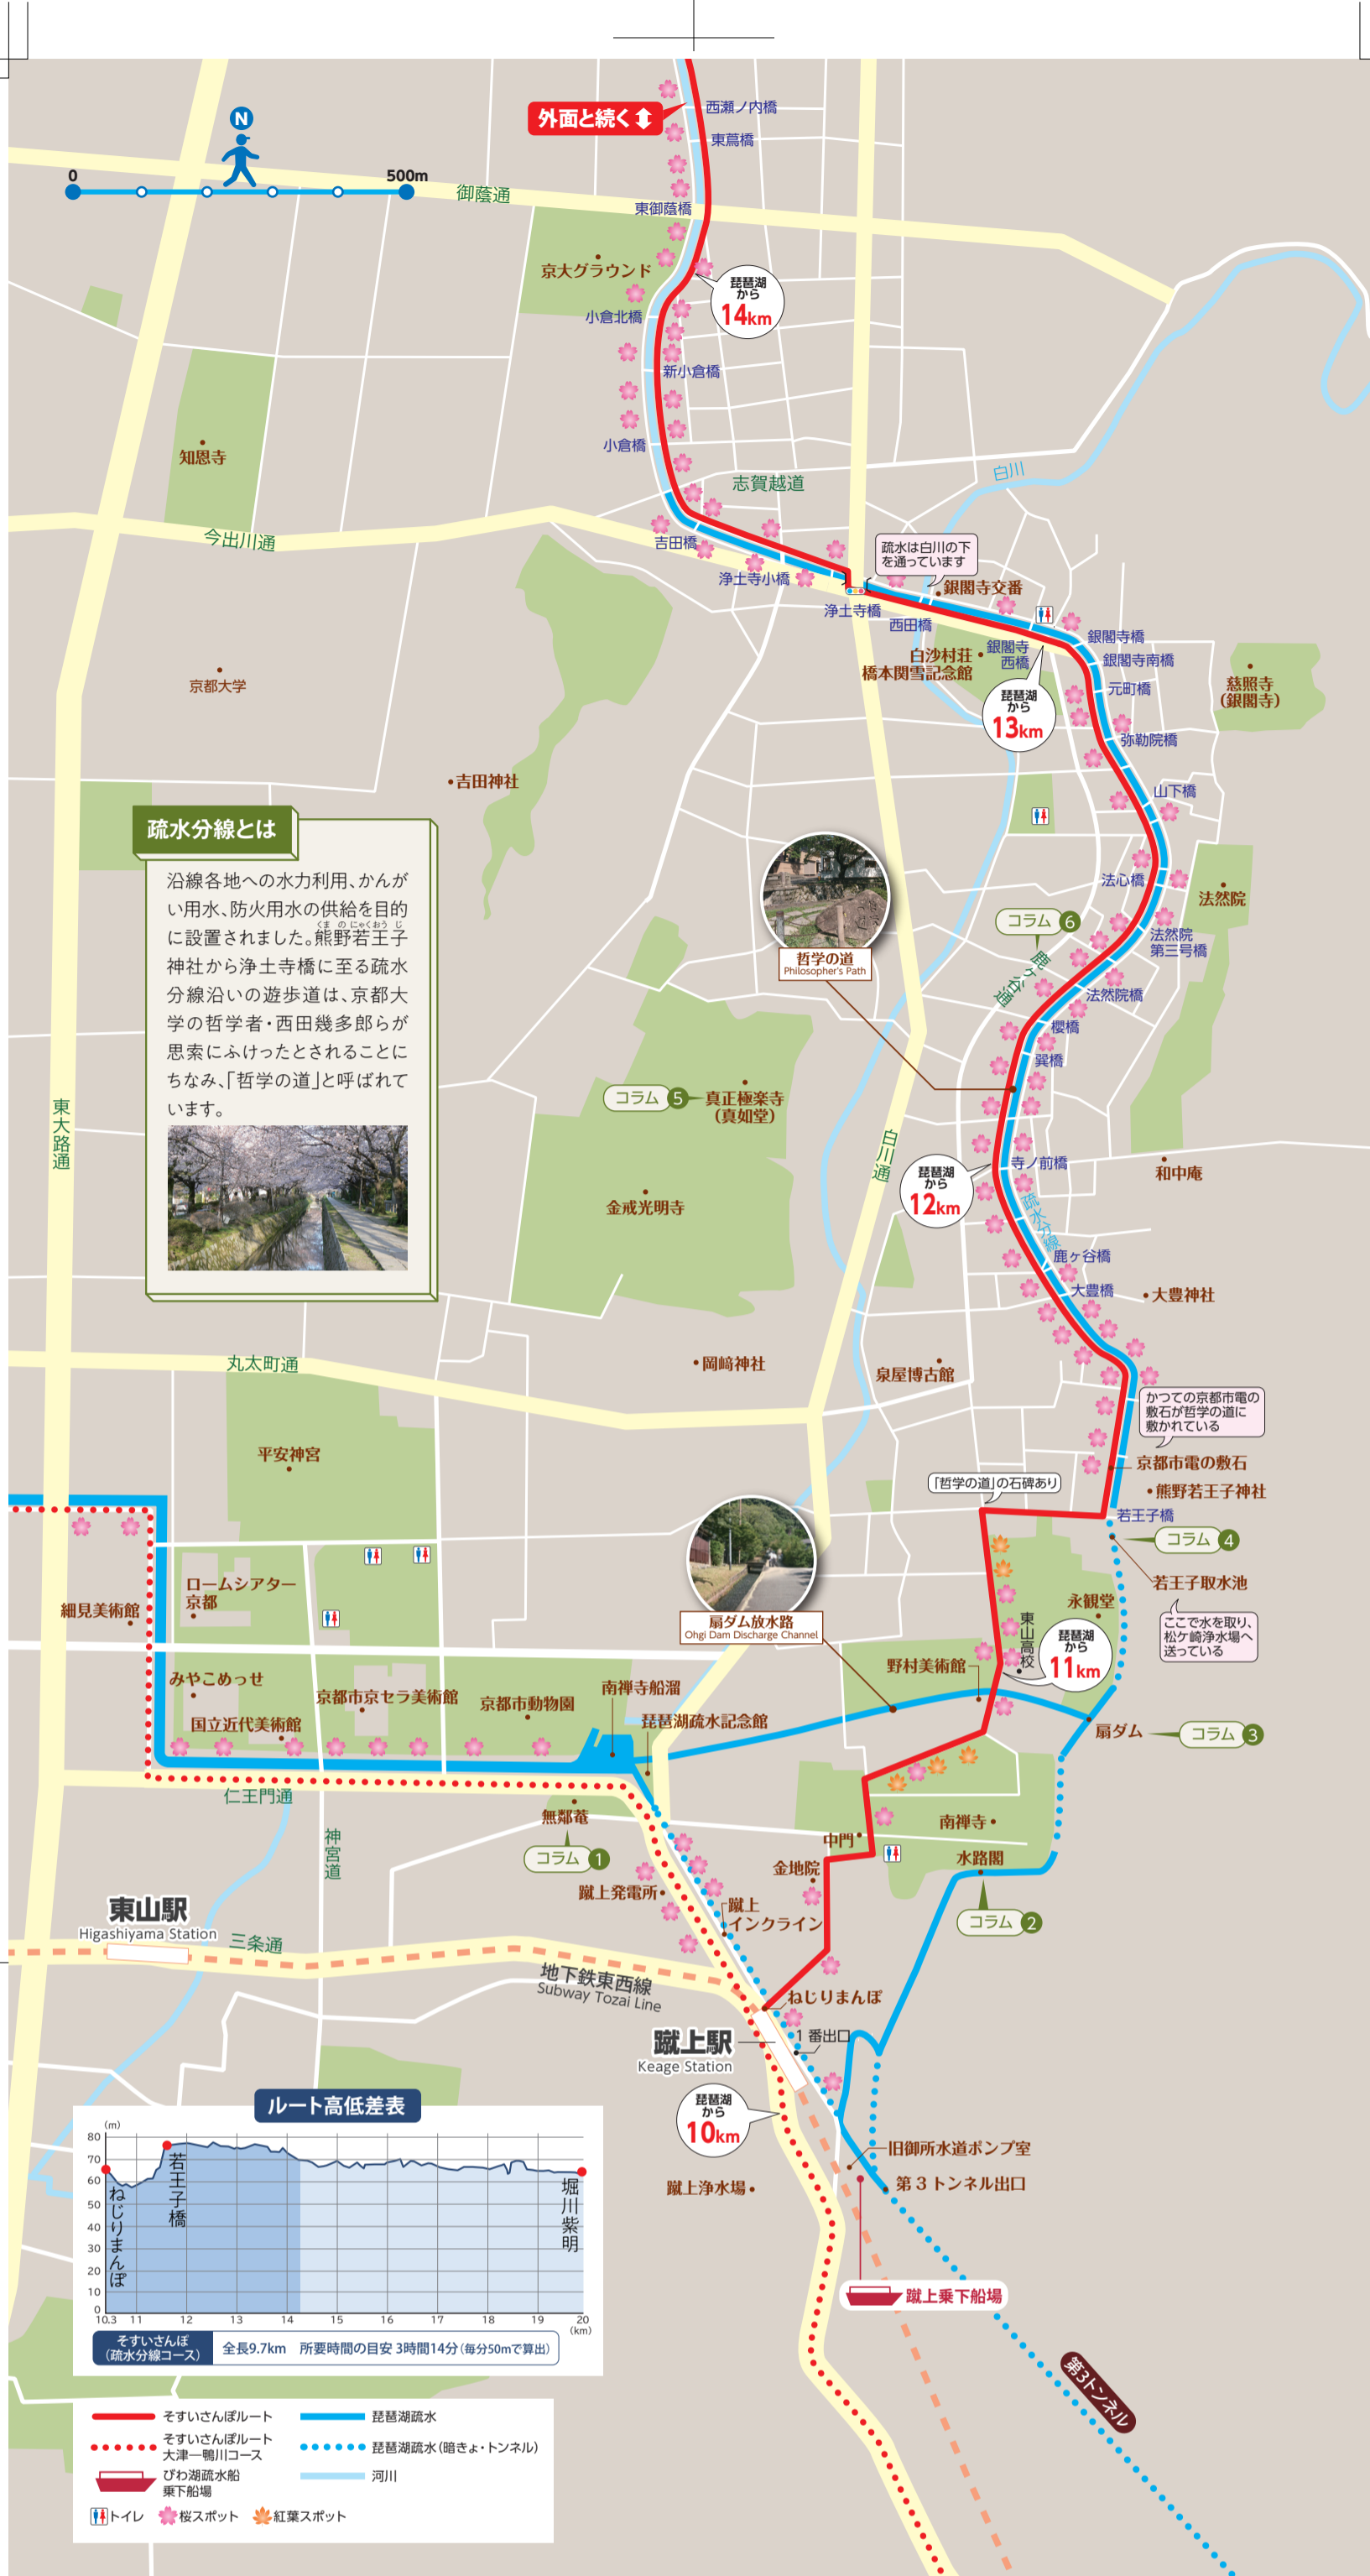 外面と続く
西瀬ノ内橋
東蔦橋
N
0
500m
御蔭通
東御蔭橋
京大グラウンド
琵琶湖
から
14km
小倉北橋
新小倉橋
小倉橋
知恩寺
志賀越道
白川
今出川通
吉田橋
浄土寺小橋
疏水は白川の下
を通っています
銀閣寺交番
浄土寺橋
西田橋
銀閣寺橋
銀閣寺
西橋
銀閣寺南橋
白沙村荘
橋本関雪記念館
元町橋
慈照寺
(銀閣寺)
京都大学
琵琶湖
から
13km
弥勒院橋
吉田神社
山下橋
疏水分線とは
沿線各地への水力利用、かんが
い用水、防火用水の供給を目的
くま の にゃくおう じ
に設置されました。熊野若王子
神社から浄土寺橋に至る疏水
分線沿いの遊歩道は、京都大
学の哲学者・西田幾多郎らが
思索にふけったとされることに
ちなみ、「哲学の道」と呼ばれて
います。
法心橋
法然院
コラム 6
法然院
第三号橋
哲学の道
Philosopher's Path
鹿ヶ谷通
法然院橋
櫻橋
巽橋
東大路通
コラム 5
真正極楽寺
(真如堂)
白川通
寺ノ前橋
和中庵
琵琶湖
から
12km
金戒光明寺
疏水分線
鹿ヶ谷橋
大豊橋
大豊神社
丸太町通
岡﨑神社
泉屋博古館
かつての京都市電の
敷石が哲学の道に
敷かれている
平安神宮
京都市電の敷石
「哲学の道」の石碑あり
熊野若王子神社
若王子橋
コラム 4
若王子取水池
ロームシアター
京都
細見美術館
永観堂
ここで水を取り、
松ケ崎浄水場へ
送っている
扇ダム放水路
Ohgi Dam Discharge Channel
東山高校
琵琶湖
から
11km
野村美術館
みやこめっせ
京都市京セラ美術館
京都市動物園
南禅寺船溜
琵琶湖疏水記念館
国立近代美術館
扇ダム
コラム 3
仁王門通
無鄰菴
神宮道
コラム 1
中門
南禅寺
金地院
水路閣
蹴上発電所
蹴上
インクライン
コラム 2
東山駅
Higashiyama Station
三条通
地下鉄東西線
Subway Tozai Line
ねじりまんぽ
蹴上駅
Keage Station
1 番出口
琵琶湖
から
10km
ルート高低差表
(m)
80
70
60
50
40
30
20
10
0
ねじりまんぽ
若王子橋
堀川紫明
10.3 11 12 13 14 15 16 17 18 19 20
(km)
そすいさんぽ
(疏水分線コース)
全長9.7km 所要時間の目安 3時間14分(毎分50mで算出)
旧御所水道ポンプ室
第3トンネル出口
蹴上浄水場
蹴上乗下船場
第3トンネル
そすいさんぽルート
琵琶湖疏水
そすいさんぽルート
大津―鴨川コース
琵琶湖疏水(暗きょ・トンネル)
びわ湖疏水船
乗下船場
河川
トイレ
桜スポット
紅葉スポット